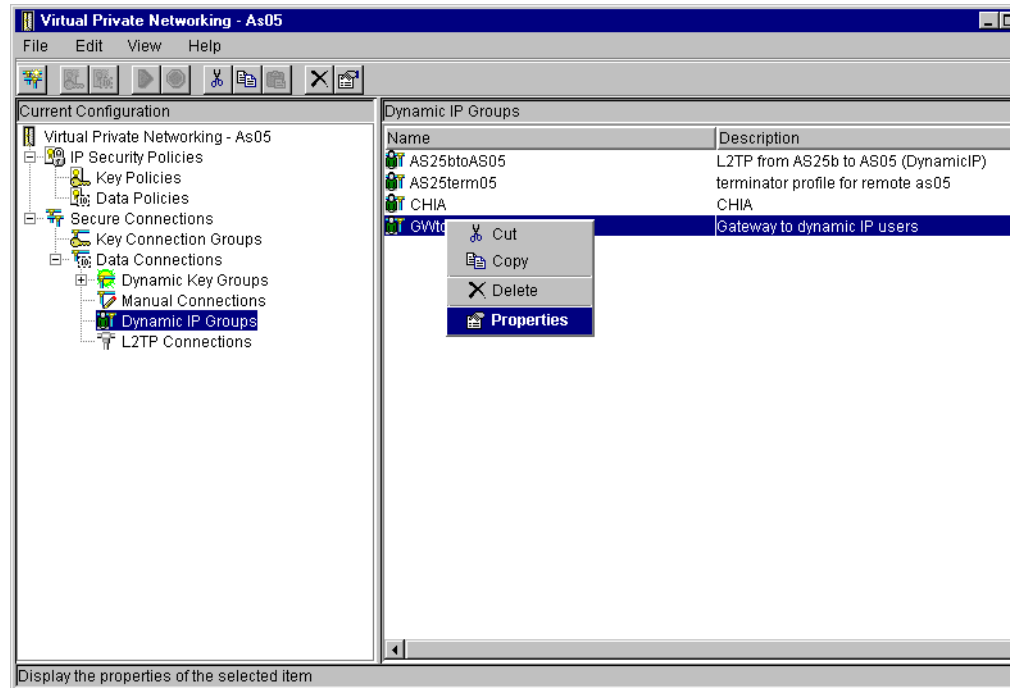 Virtual Private Networking - As05
File Edit View Help
Current Configuration
Virtual Private Networking - As05
IP Security Policies
Key Policies
Data Policies
Secure Connections
Key Connection Groups
Data Connections
Dynamic Key Groups
Manual Connections
Dynamic IP Groups
L2TP Connections
Dynamic IP Groups
Name Description
AS25btoAS05 L2TP from AS25b to AS05 (DynamicIP)
AS25term05 terminator profile for remote as05
CHIA CHIA
Gateway to dynamic IP users
Cut
Copy
Delete
Properties
Display the properties of the selected item